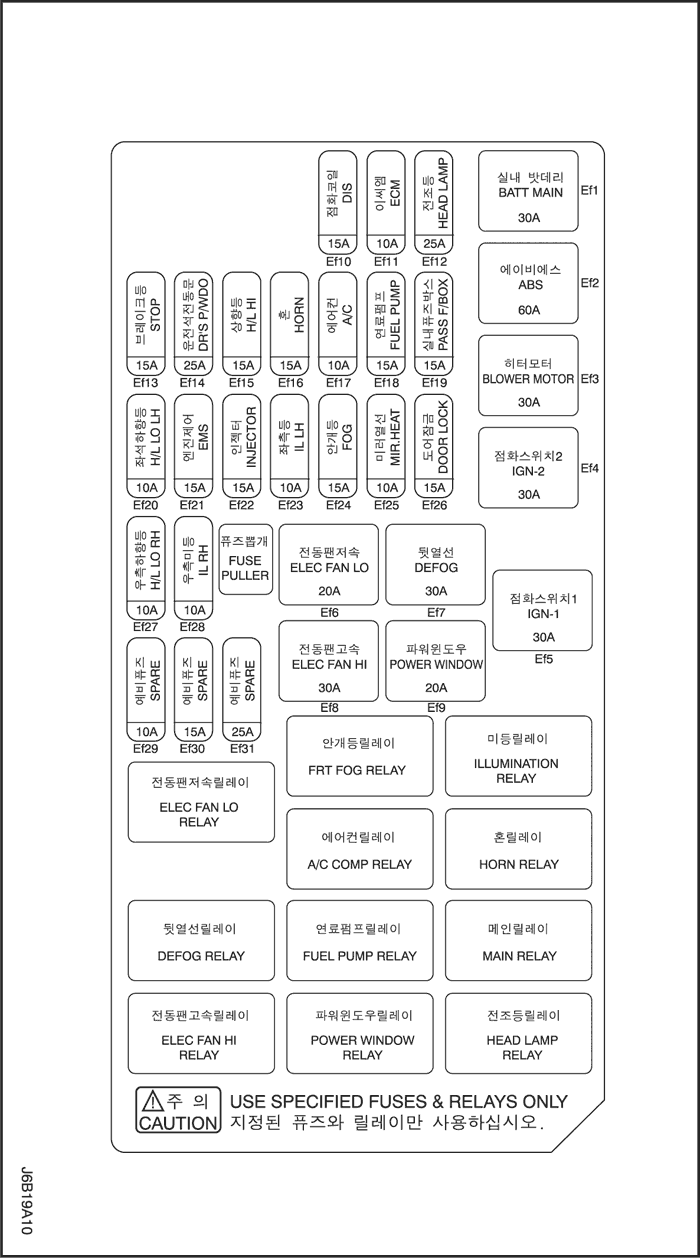 점화코일
DIS
15A
Ef10
이씨엠
ECM
10A
Ef11
전조등
HEAD LAMP
25A
Ef12
실내 밧데리
BATT MAIN
30A
Ef1
에이비에스
ABS
60A
Ef2
브레이크등
STOP
15A
Ef13
운전석전동문
DR'S P/WDO
25A
Ef14
상향등
H/L HI
15A
Ef15
혼
HORN
15A
Ef16
에어컨
A/C
10A
Ef17
연료펌프
FUEL PUMP
15A
Ef18
실내퓨즈박스
PASS F/BOX
15A
Ef19
히터모터
BLOWER MOTOR
30A
Ef3
좌석하향등
H/L LO LH
10A
Ef20
엔진제어
EMS
15A
Ef21
인젝터
INJECTOR
15A
Ef22
좌측등
IL LH
10A
Ef23
안개등
FOG
15A
Ef24
미러열선
MIR.HEAT
10A
Ef25
도어잠금
DOOR LOCK
15A
Ef26
점화스위치2
IGN-2
30A
Ef4
우측하향등
H/L LO RH
10A
Ef27
우측미등
IL RH
10A
Ef28
퓨즈뽑개
FUSE
PULLER
전동팬저속
ELEC FAN LO
20A
Ef6
뒷열선
DEFOG
30A
Ef7
점화스위치1
IGN-1
30A
Ef5
예비퓨즈
SPARE
10A
Ef29
예비퓨즈
SPARE
15A
Ef30
예비퓨즈
SPARE
25A
Ef31
전동팬고속
ELEC FAN HI
30A
Ef8
파워윈도우
POWER WINDOW
20A
Ef9
안개등릴레이
FRT FOG RELAY
미등릴레이
ILLUMINATION
RELAY
전동팬저속릴레이
ELEC FAN LO
RELAY
에어컨릴레이
A/C COMP RELAY
혼릴레이
HORN RELAY
뒷열선릴레이
DEFOG RELAY
연료펌프릴레이
FUEL PUMP RELAY
메인릴레이
MAIN RELAY
전동팬고속릴레이
ELEC FAN HI
RELAY
파워윈도우릴레이
POWER WINDOW
RELAY
전조등릴레이
HEAD LAMP
RELAY
주 의
CAUTION
USE SPECIFIED FUSES & RELAYS ONLY
지정된 퓨즈와 릴레이만 사용하십시오.
J6B19A10